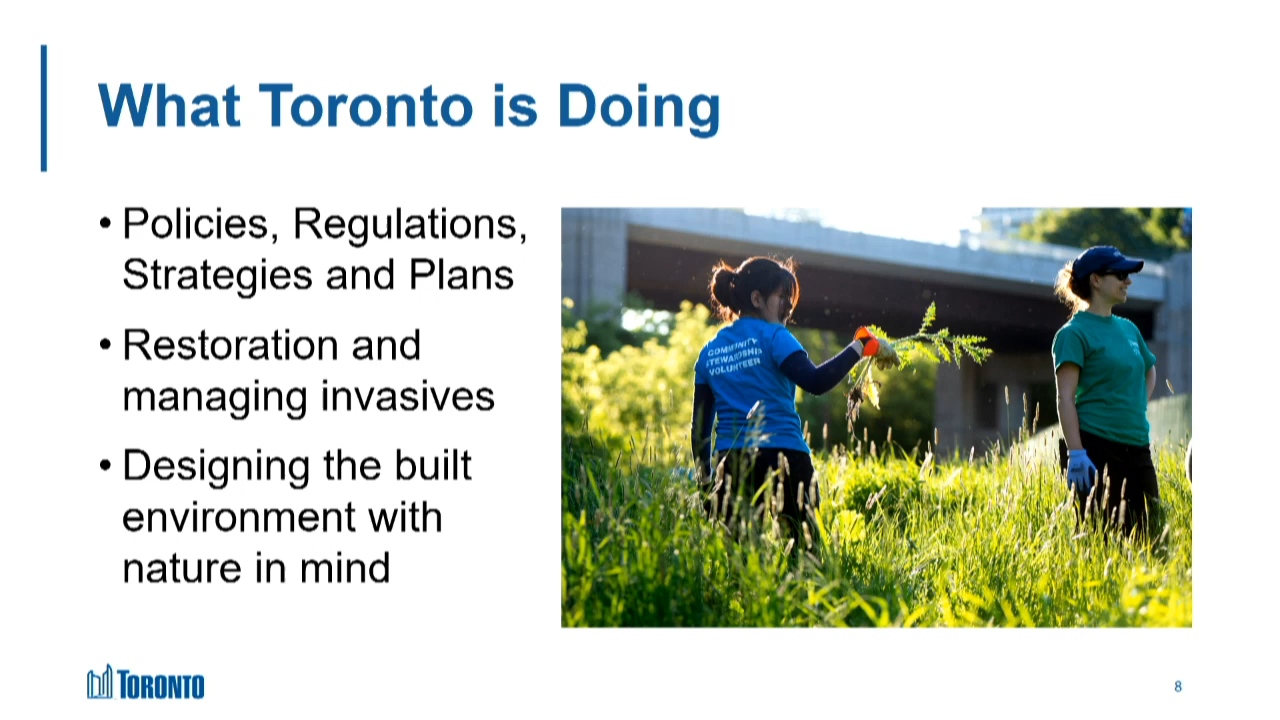 What Toronto is Doing
• Policies, Regulations,
Strategies and Plans
• Restoration and
managing invasives
• Designing the built
environment with
nature in mind
COMMUNITY
STEWARDSHIP
VOLUNTEER
TORONTO
8